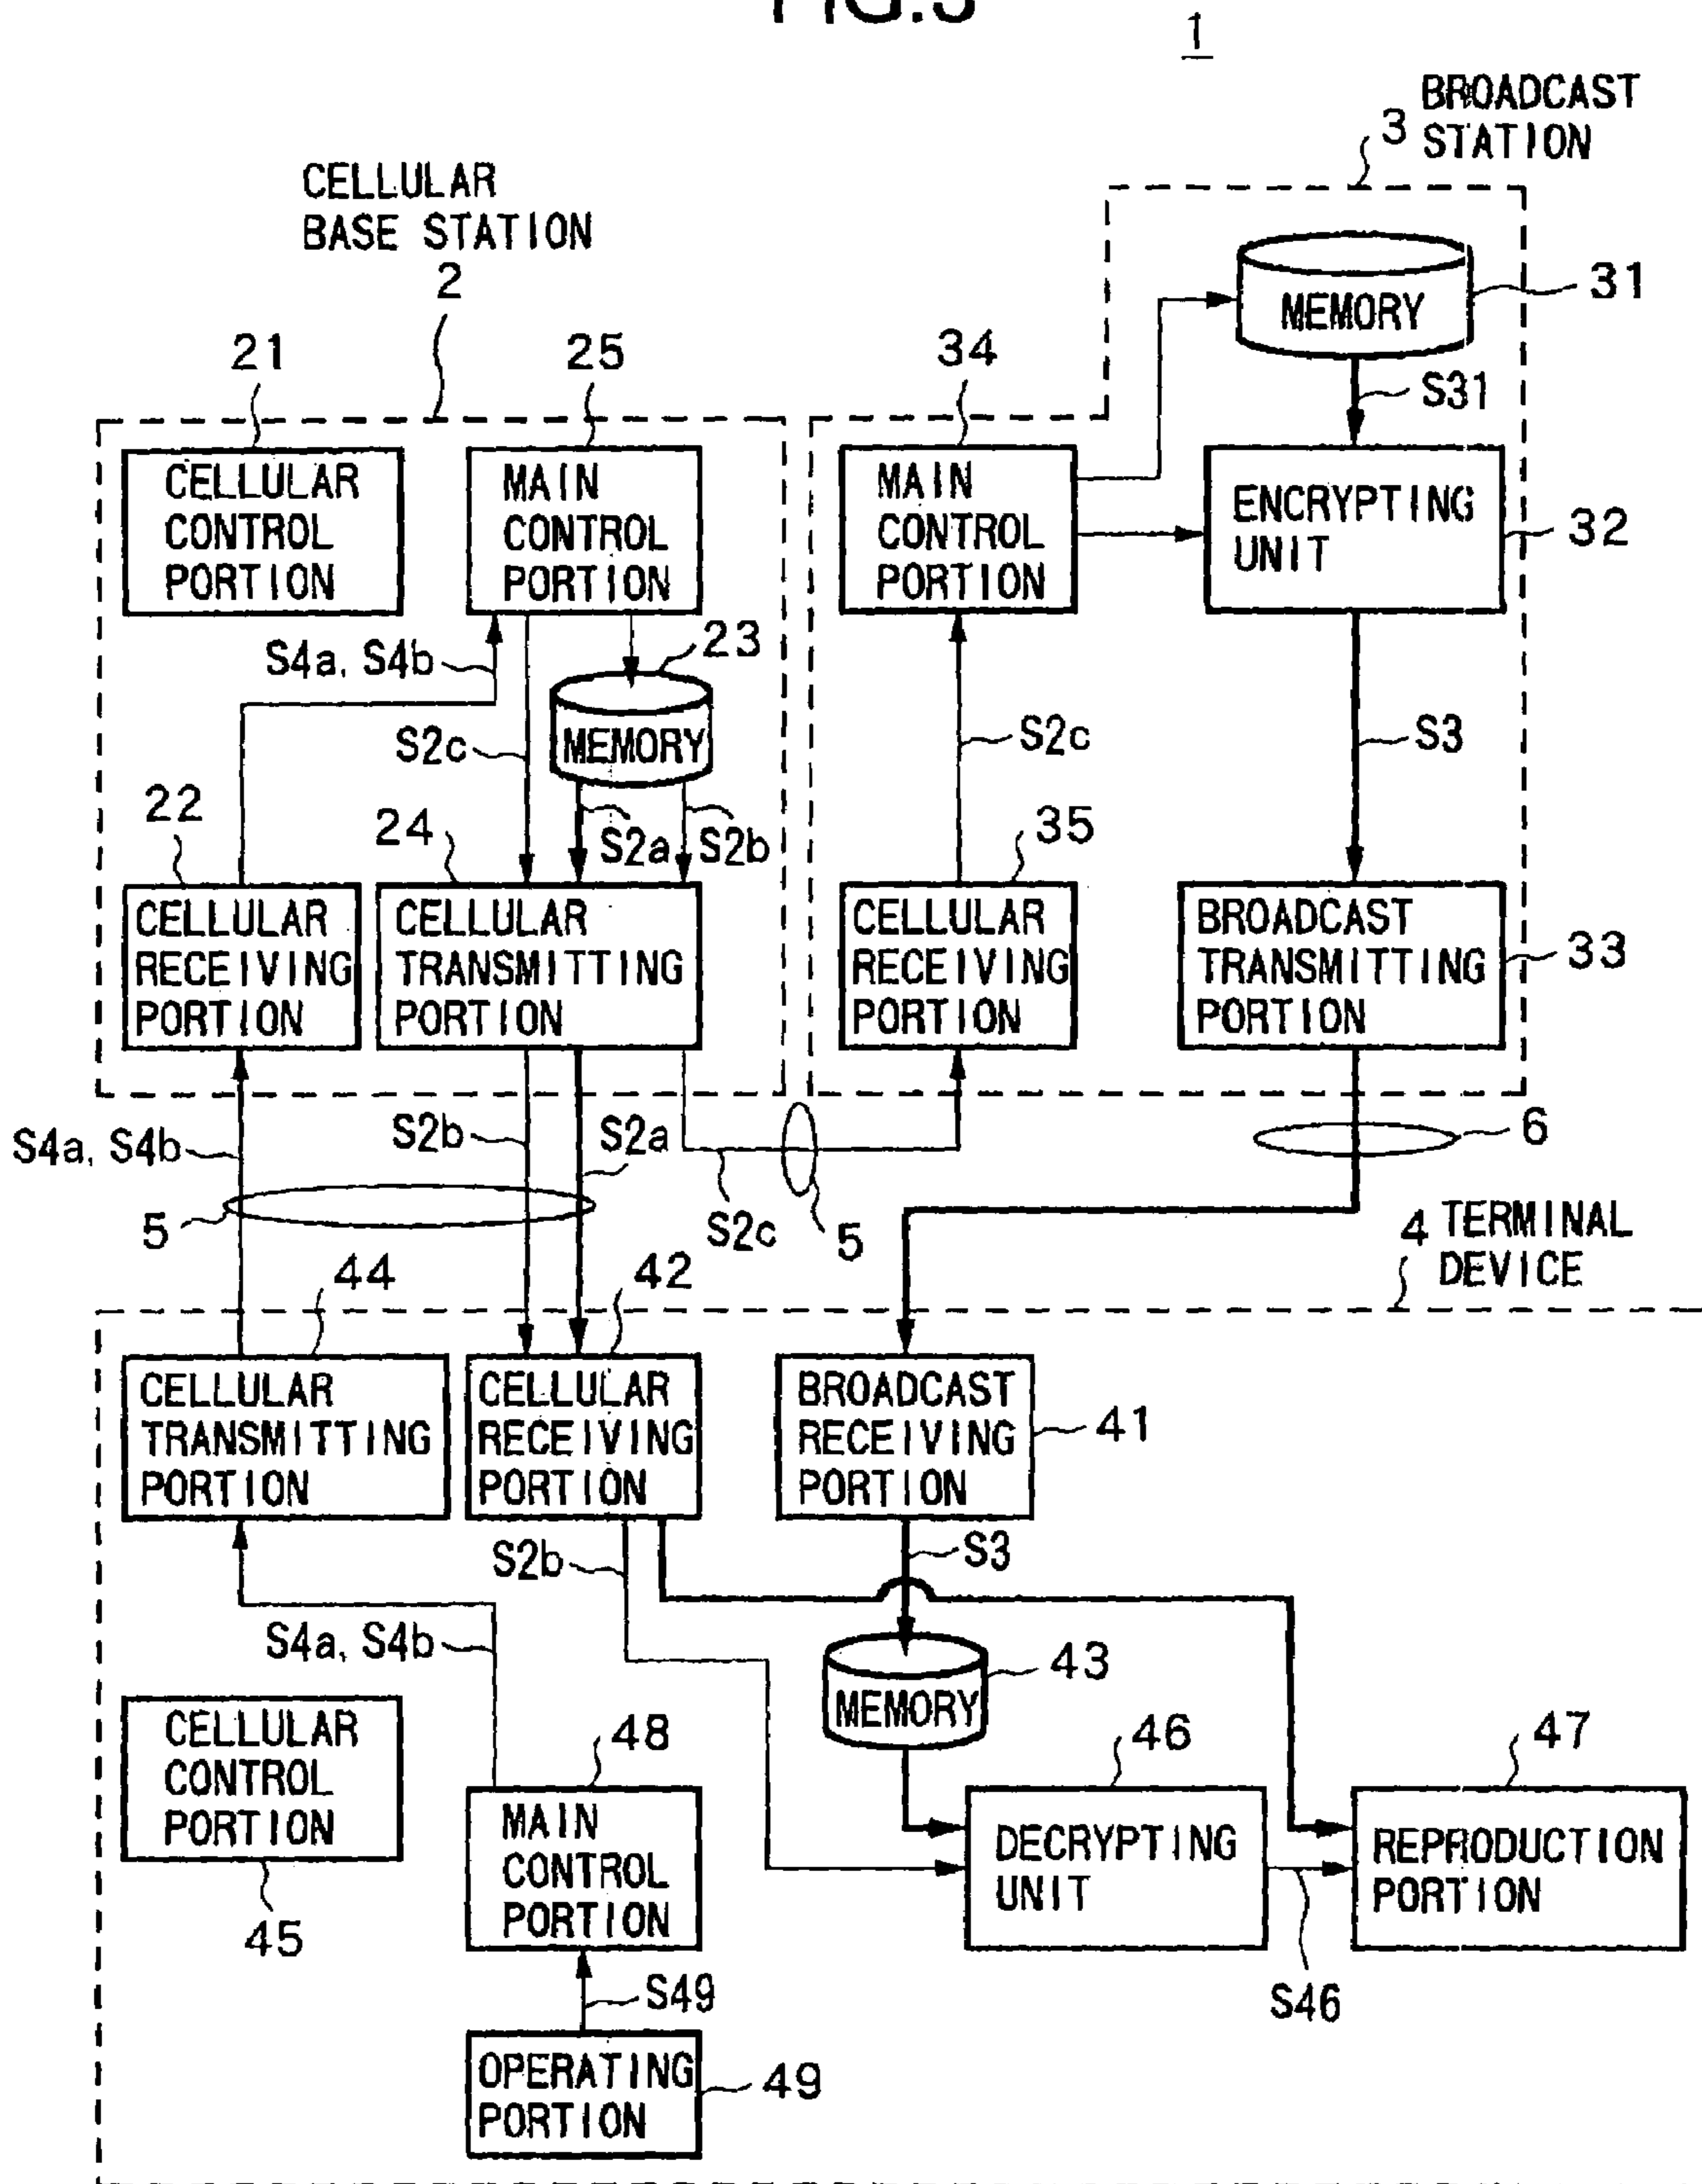 FIG.3
1
BROADCAST
3 STATION
CELLULAR
BASE STATION
2
MEMORY
31
21
25
34
S31
CELLULAR
CONTROL
PORTION
MAIN
CONTROL
PORTION
MAIN
CONTROL
PORTION
ENCRYPTING
UNIT
32
S4a, S4b
23
S2c
MEMORY
S2c
S3
22
24
S2a
S2b
35
CELLULAR
RECEIVING
PORTION
CELLULAR
TRANSMITTING
PORTION
CELLULAR
RECEIVING
PORTION
BROADCAST
TRANSMITTING
PORTION
33
S4a, S4b
S2b
S2a
6
5
S2c
5
4 TERMINAL
DEVICE
44
42
CELLULAR
TRANSMITTING
PORTION
CELLULAR
RECEIVING
PORTION
BROADCAST
RECEIVING
PORTION
41
S2b
S3
S4a, S4b
MEMORY
43
CELLULAR
CONTROL
PORTION
45
48
46
47
MAIN
CONTROL
PORTION
DECRYPTING
UNIT
REPRODUCTION
PORTION
S49
S46
OPERATING
PORTION
49